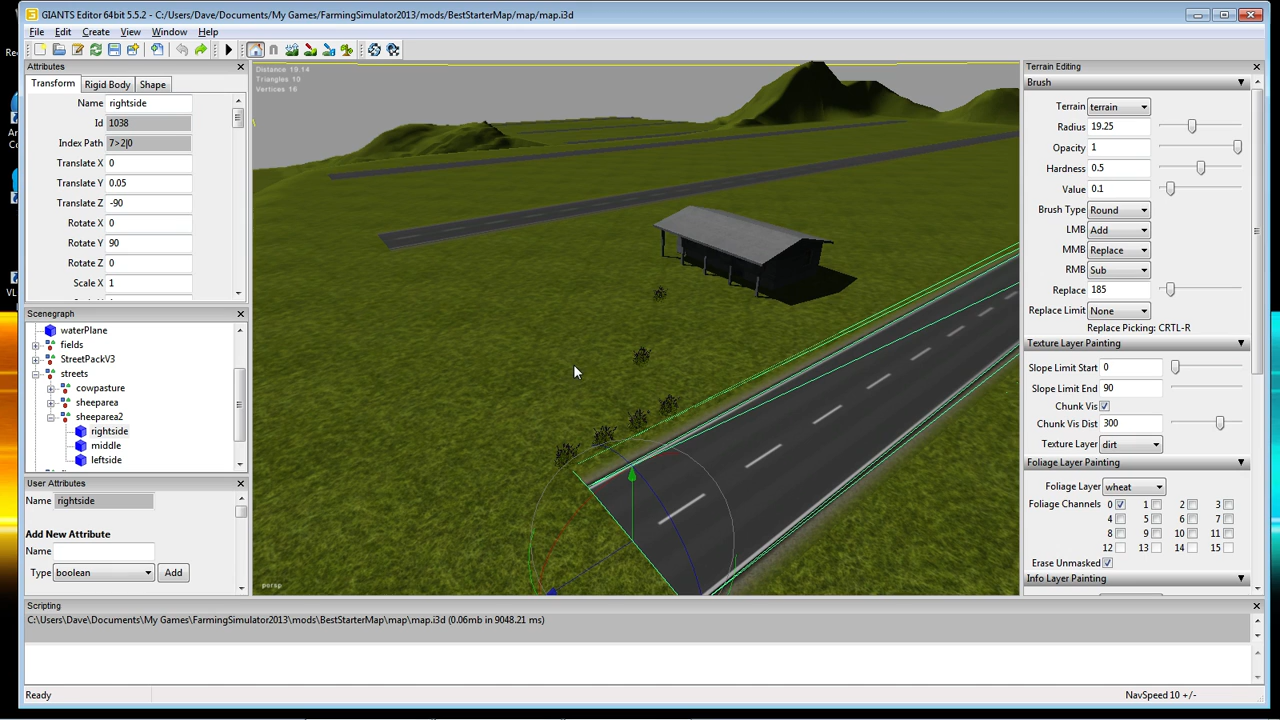 GIANTS Editor 64bit 5.5.2 - C:/Users/Dave/Documents/My Games/FarmingSimulator2013/mods/BestStarterMap/map/map.i3d
File Edit Create View Window Help
Attributes
Transform Rigid Body Shape
Name rightside
Id 1038
Index Path 7>2|0
Translate X 0
Translate Y 0.05
Translate Z -90
Rotate X 0
Rotate Y 90
Rotate Z 0
Scale X 1
Scenegraph
waterPlane
fields
StreetPackV3
streets
cowpasture
sheeparea
sheeparea2
rightside
middle
leftside
User Attributes
Name rightside
Add New Attribute
Name
Type boolean Add
Distance 19.14
Triangles 19
Vertices 16
persp
Terrain Editing
Brush
Terrain terrain
Radius 19.25
Opacity 1
Hardness 0.5
Value 0.1
Brush Type Round
LMB Add
MMB Replace
RMB Sub
Replace 185
Replace Limit None
Replace Picking: CRTL-R
Texture Layer Painting
Slope Limit Start 0
Slope Limit End 90
Chunk Vis
Chunk Vis Dist 300
Texture Layer dirt
Foliage Layer Painting
Foliage Layer wheat
Foliage Channels 0 1 2 3
4 5 6 7
8 9 10 11
12 13 14 15
Erase Unmasked
Info Layer Painting
Scripting
C:\Users\Dave\Documents\My Games\FarmingSimulator2013\mods\BestStarterMap\map\map.i3d (0.06mb in 9048.21 ms)
Ready
NavSpeed 10 +/-